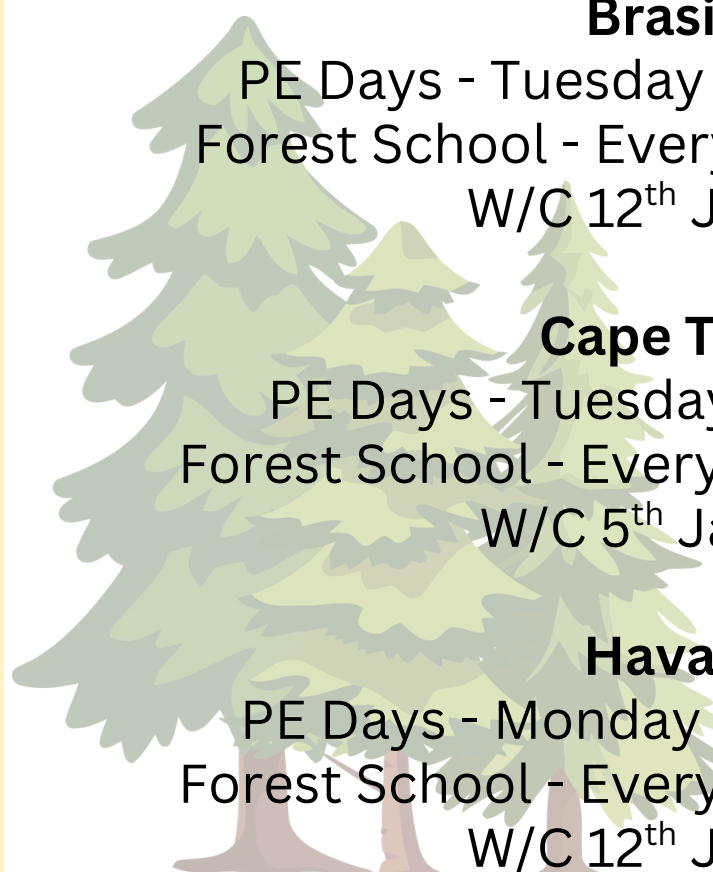 Brasi
PE Days - Tuesday
Forest School - Every
W/C 12th J
Cape T
PE Days - Tuesday
Forest School - Every
W/C 5th Ja
Hava
PE Days - Monday
Forest School - Every
W/C 12th J